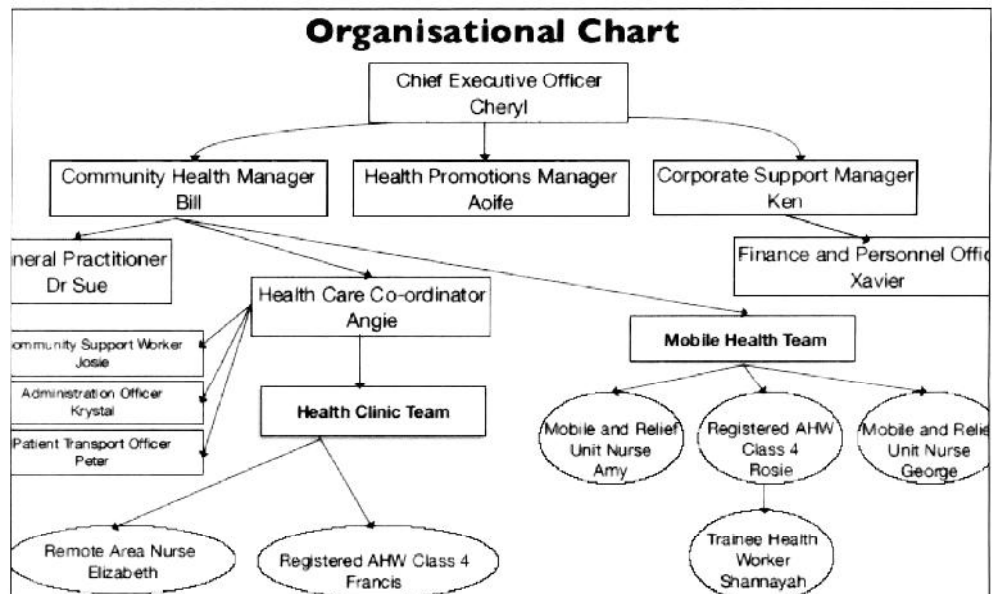 Organisational Chart
Chief Executive Officer
Cheryl
Community Health Manager
Bill
Health Promotions Manager
Aoife
Corporate Support Manager
Ken
neral Practitioner
Dr Sue
Finance and Personnel Offic
Xavier
Health Care Co-ordinator
Angie
Mobile Health Team
ommunity Support Worker
Josie
Administration Officer
Krystal
Patient Transport Officer
Peter
Health Clinic Team
Mobile and Relief
Unit Nurse
Amy
Registered AHW
Class 4
Rosie
Mobile and Relie
Unit Nurse
George
Remote Area Nurse
Elizabeth
Registered AHW Class 4
Francis
Trainee Health
Worker
Shannayah